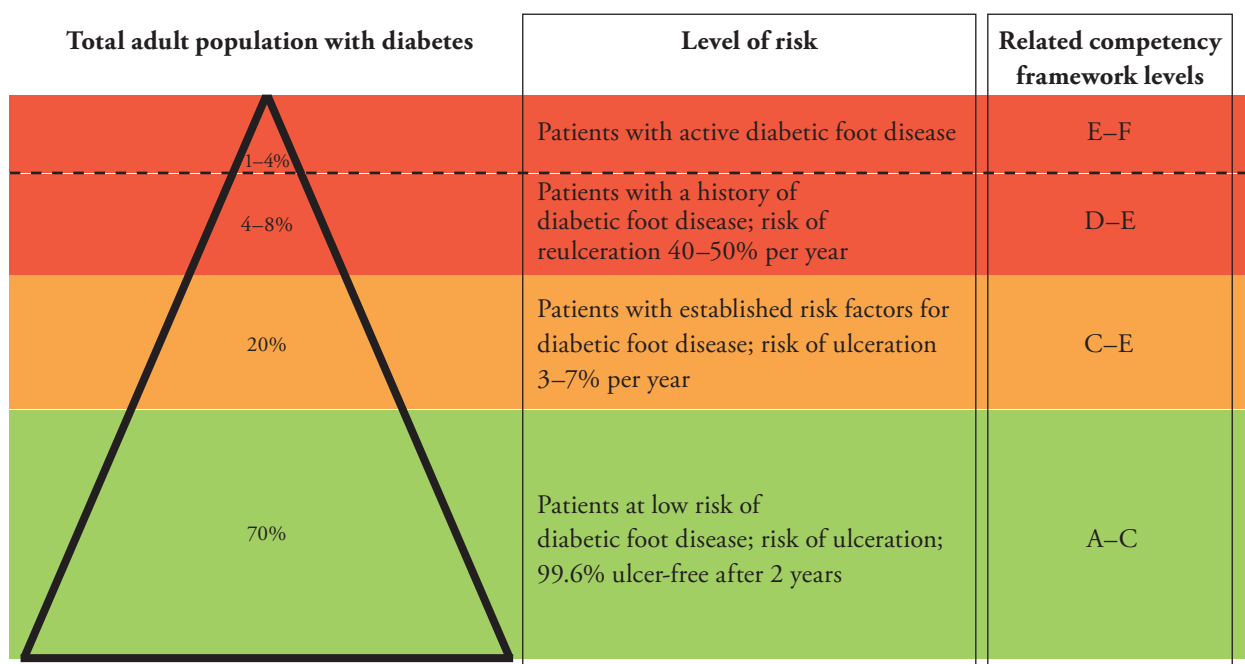 Total adult population with diabetes
Level of risk
Related competency
framework levels
1–4%
Patients with active diabetic foot disease
E–F
4–8%
Patients with a history of
diabetic foot disease; risk of
reulceration 40–50% per year
D–E
20%
Patients with established risk factors for
diabetic foot disease; risk of ulceration
3–7% per year
C–E
70%
Patients at low risk of
diabetic foot disease; risk of ulceration;
99.6% ulcer-free after 2 years
A–C